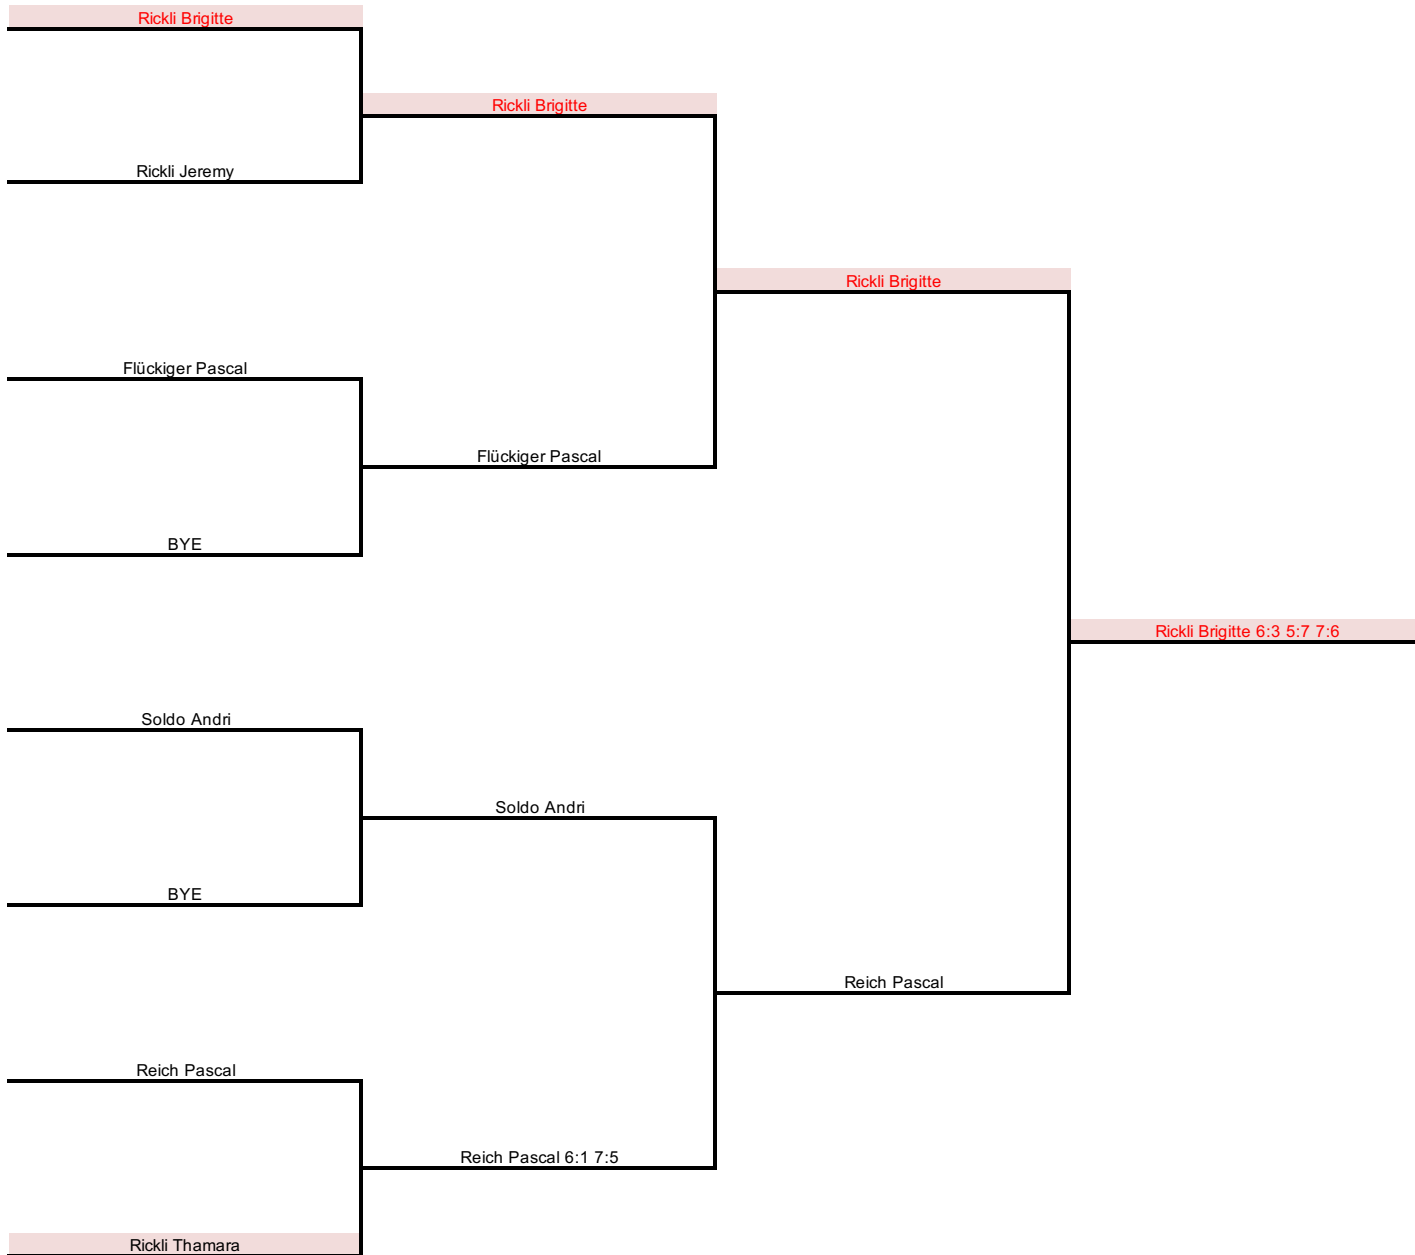 Rickli Brigitte
Rickli Brigitte
Rickli Jeremy
Rickli Brigitte
Flückiger Pascal
Flückiger Pascal
BYE
Rickli Brigitte 6:3 5:7 7:6
Soldo Andri
Soldo Andri
BYE
Reich Pascal
Reich Pascal
Reich Pascal 6:1 7:5
Rickli Thamara